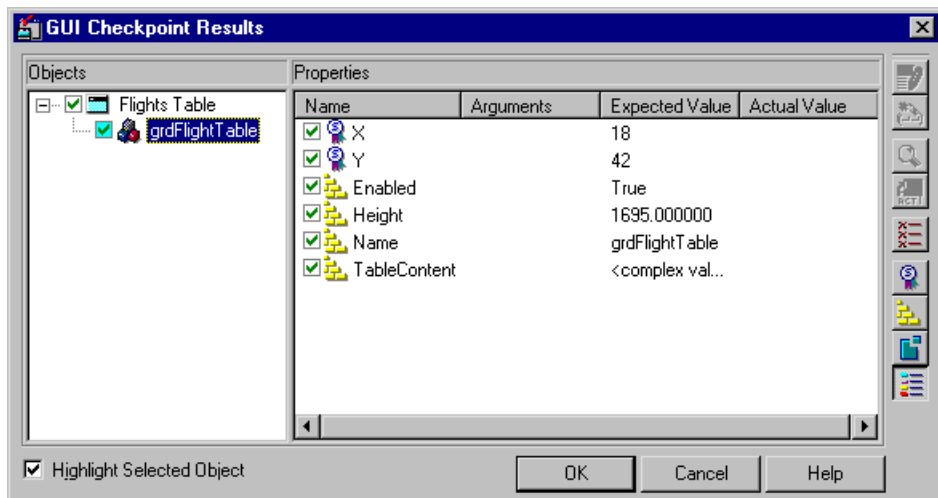 GUI Checkpoint Results
Objects
Properties
Flights Table
grdFlightTable
Name Arguments Expected Value Actual Value
X 18
Y 42
Enabled True
Height 1695.000000
Name grdFlightTable
TableContent <complex val...
Highlight Selected Object
OK Cancel Help